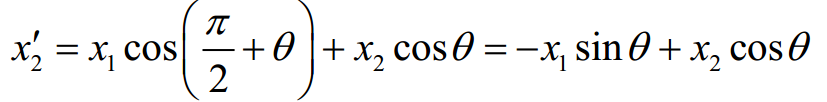 x₂′ = x₁ cos(π/2 + θ) + x₂ cos θ = −x₁ sin θ + x₂ cos θ